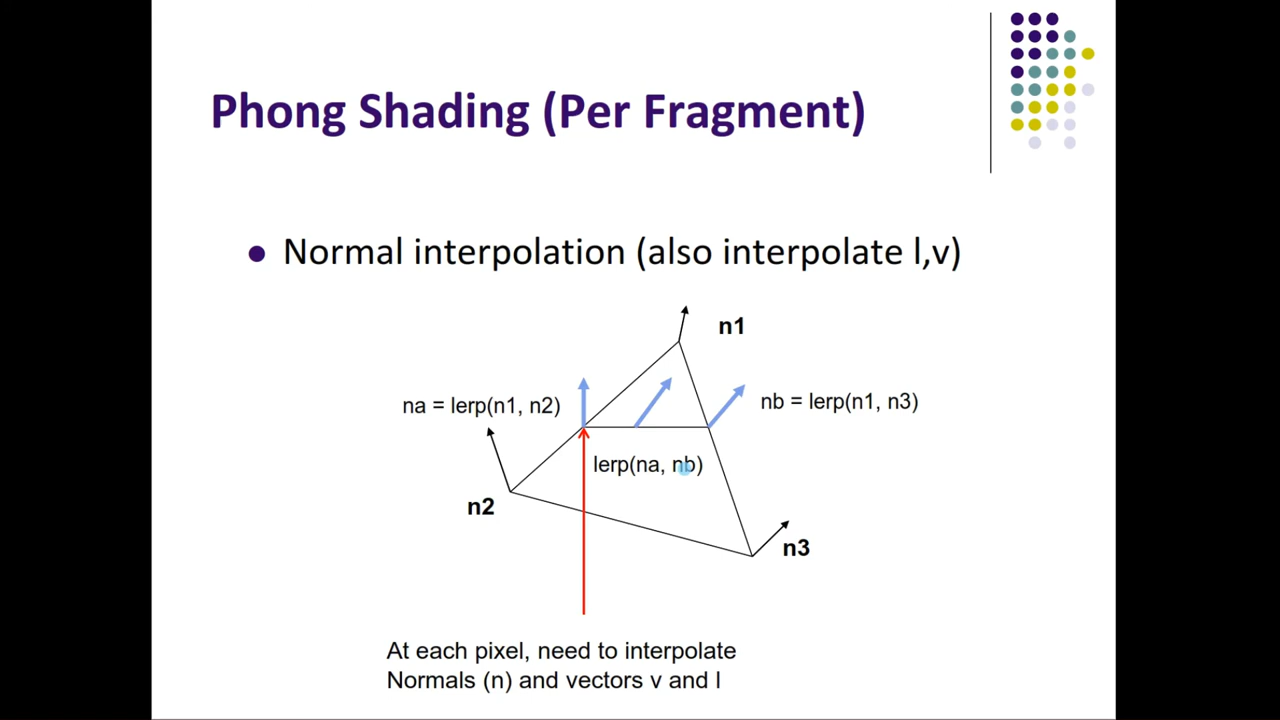 Phong Shading (Per Fragment)
Normal interpolation (also interpolate l,v)
n1
na = lerp(n1, n2)
nb = lerp(n1, n3)
lerp(na, nb)
n2
n3
At each pixel, need to interpolate
Normals (n) and vectors v and l